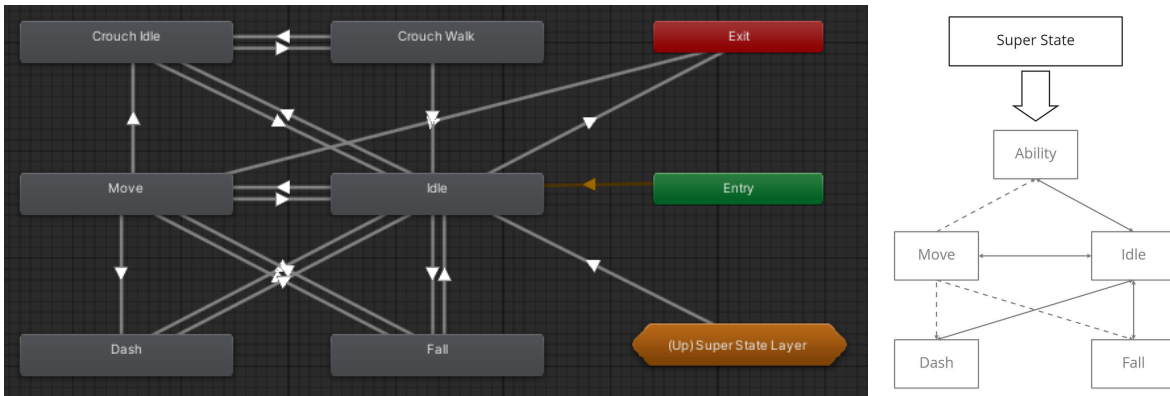 Crouch Idle
Crouch Walk
Exit
Move
Idle
Entry
Dash
Fall
(Up) Super State Layer
Super State
Ability
Move
Idle
Dash
Fall